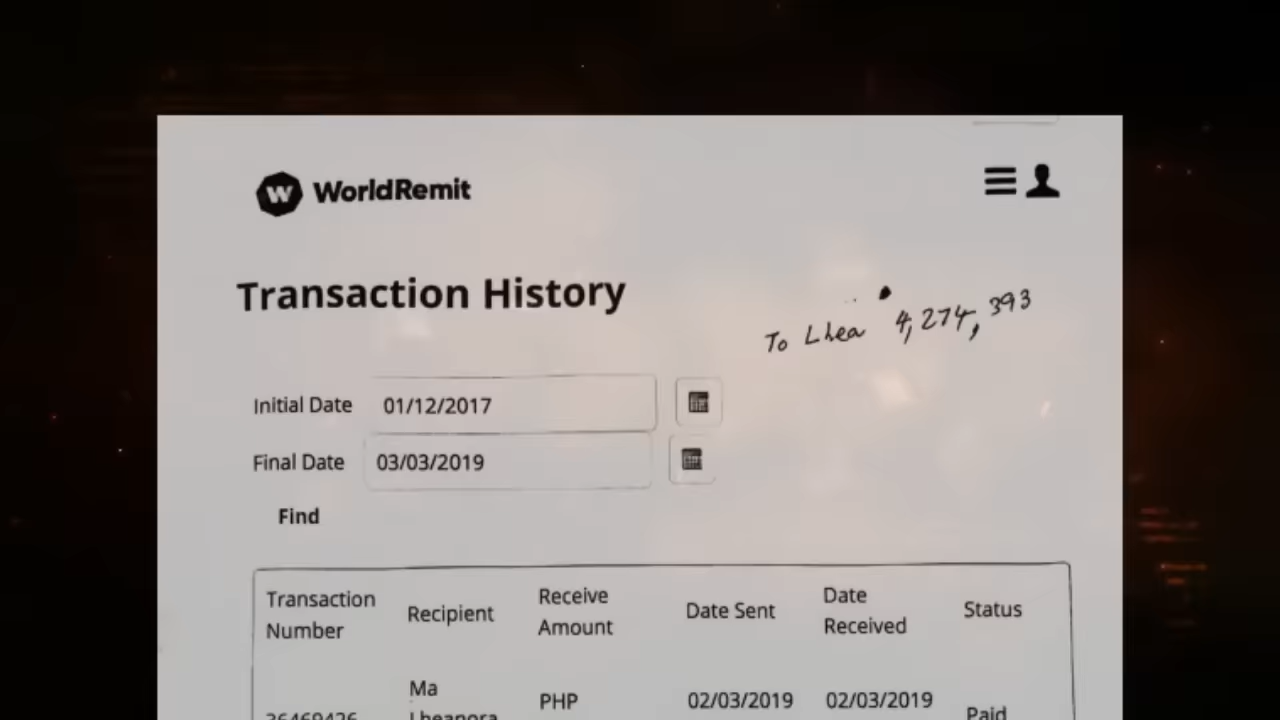 WorldRemit
Transaction History
To Lhea 4,274,393
Initial Date 01/12/2017
Final Date 03/03/2019
Find
Transaction Number
Recipient
Receive Amount
Date Sent
Date Received
Status
Ma
PHP
02/03/2019
02/03/2019
Paid